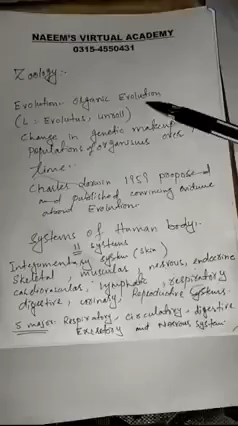 NAEEM'S VIRTUAL ACADEMY
0315-4550431
Zoology:-
Evolution:- Organic Evolution
(L = Evolutus, unroll)
Change in genetic makeup
populations of organisms over
time.
Charles Darwin 1959 proposed
and published convincing evidence
about Evolution.
Systems of Human body:-
11 systems
Integumentary system (skin)
Skeletal, muscular, nervous, endocrine
cardiovascular, lymphatic, respiratory
digestive, urinary, Reproductive systems.
5 major: Respiratory, circulatory, digestive
Excretory and Nervous system.